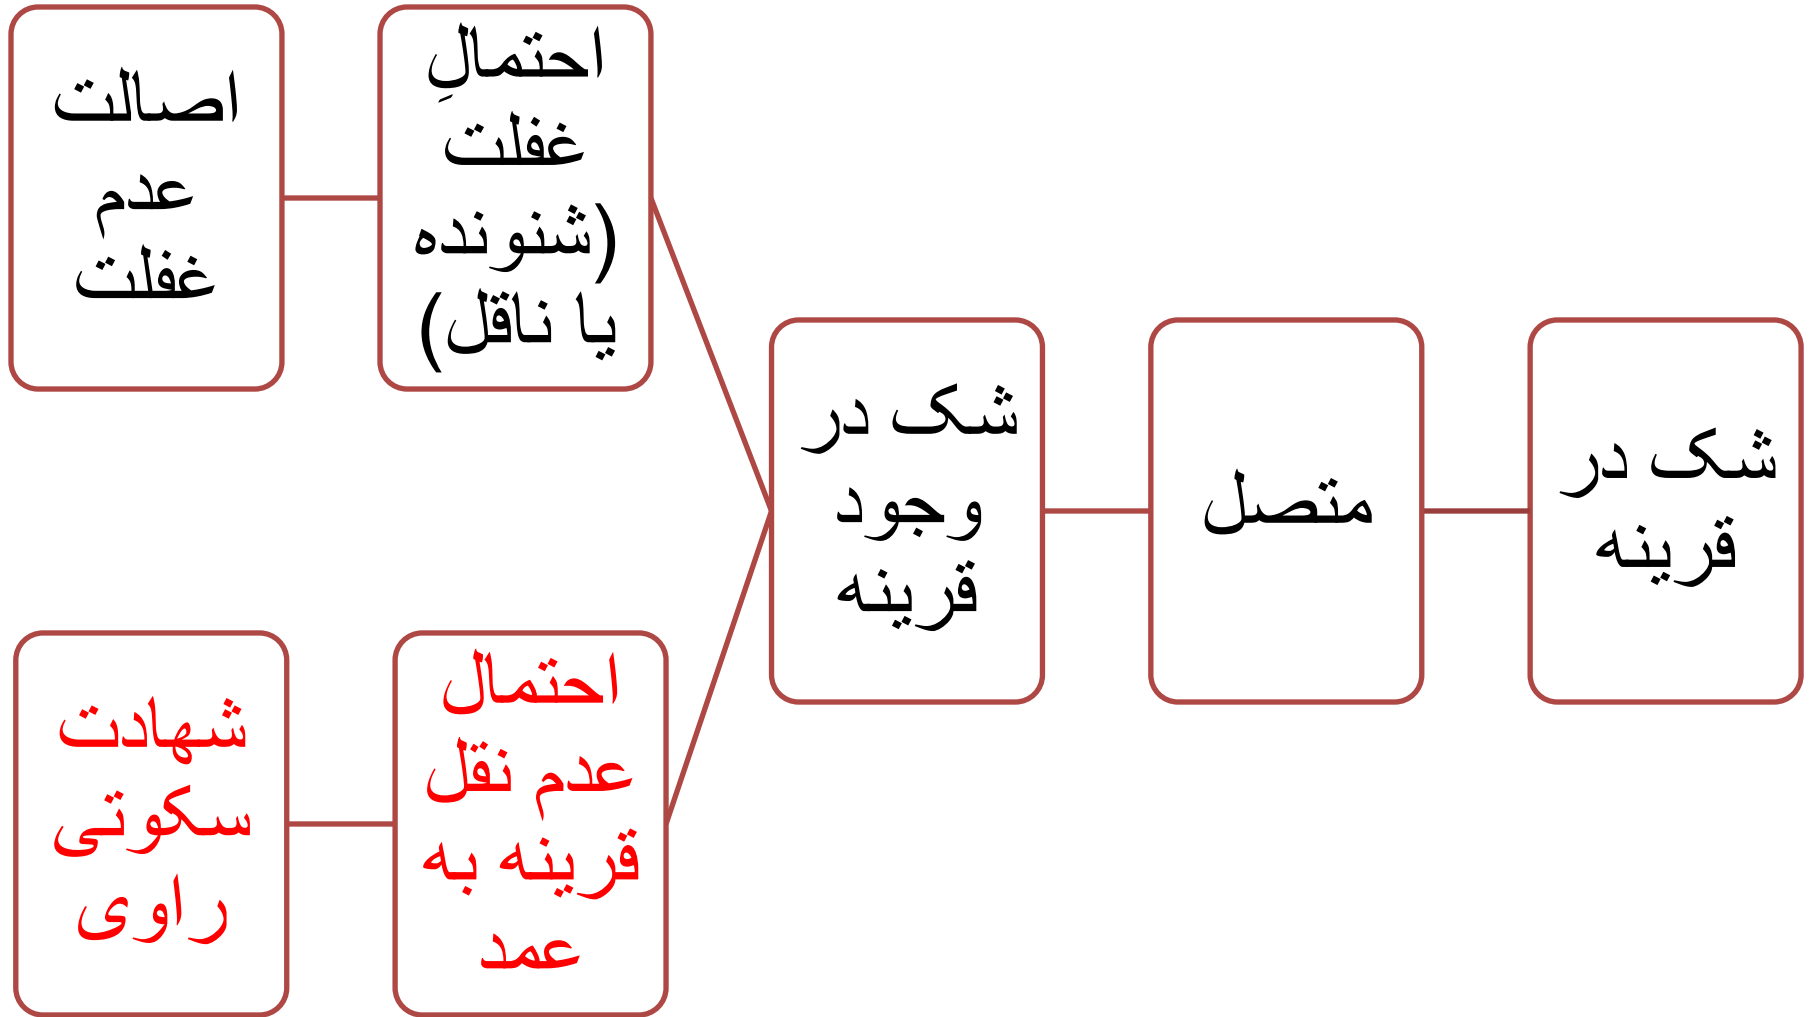 شک در
قرینه
متصل
شک در
وجود
قرینه
احتمالِ
غفلت
(شنونده
یا ناقل)
اصالت
عدم
غفلت
احتمال
عدم نقل
قرینه به
عمد
شهادت
سکوتی
راوی